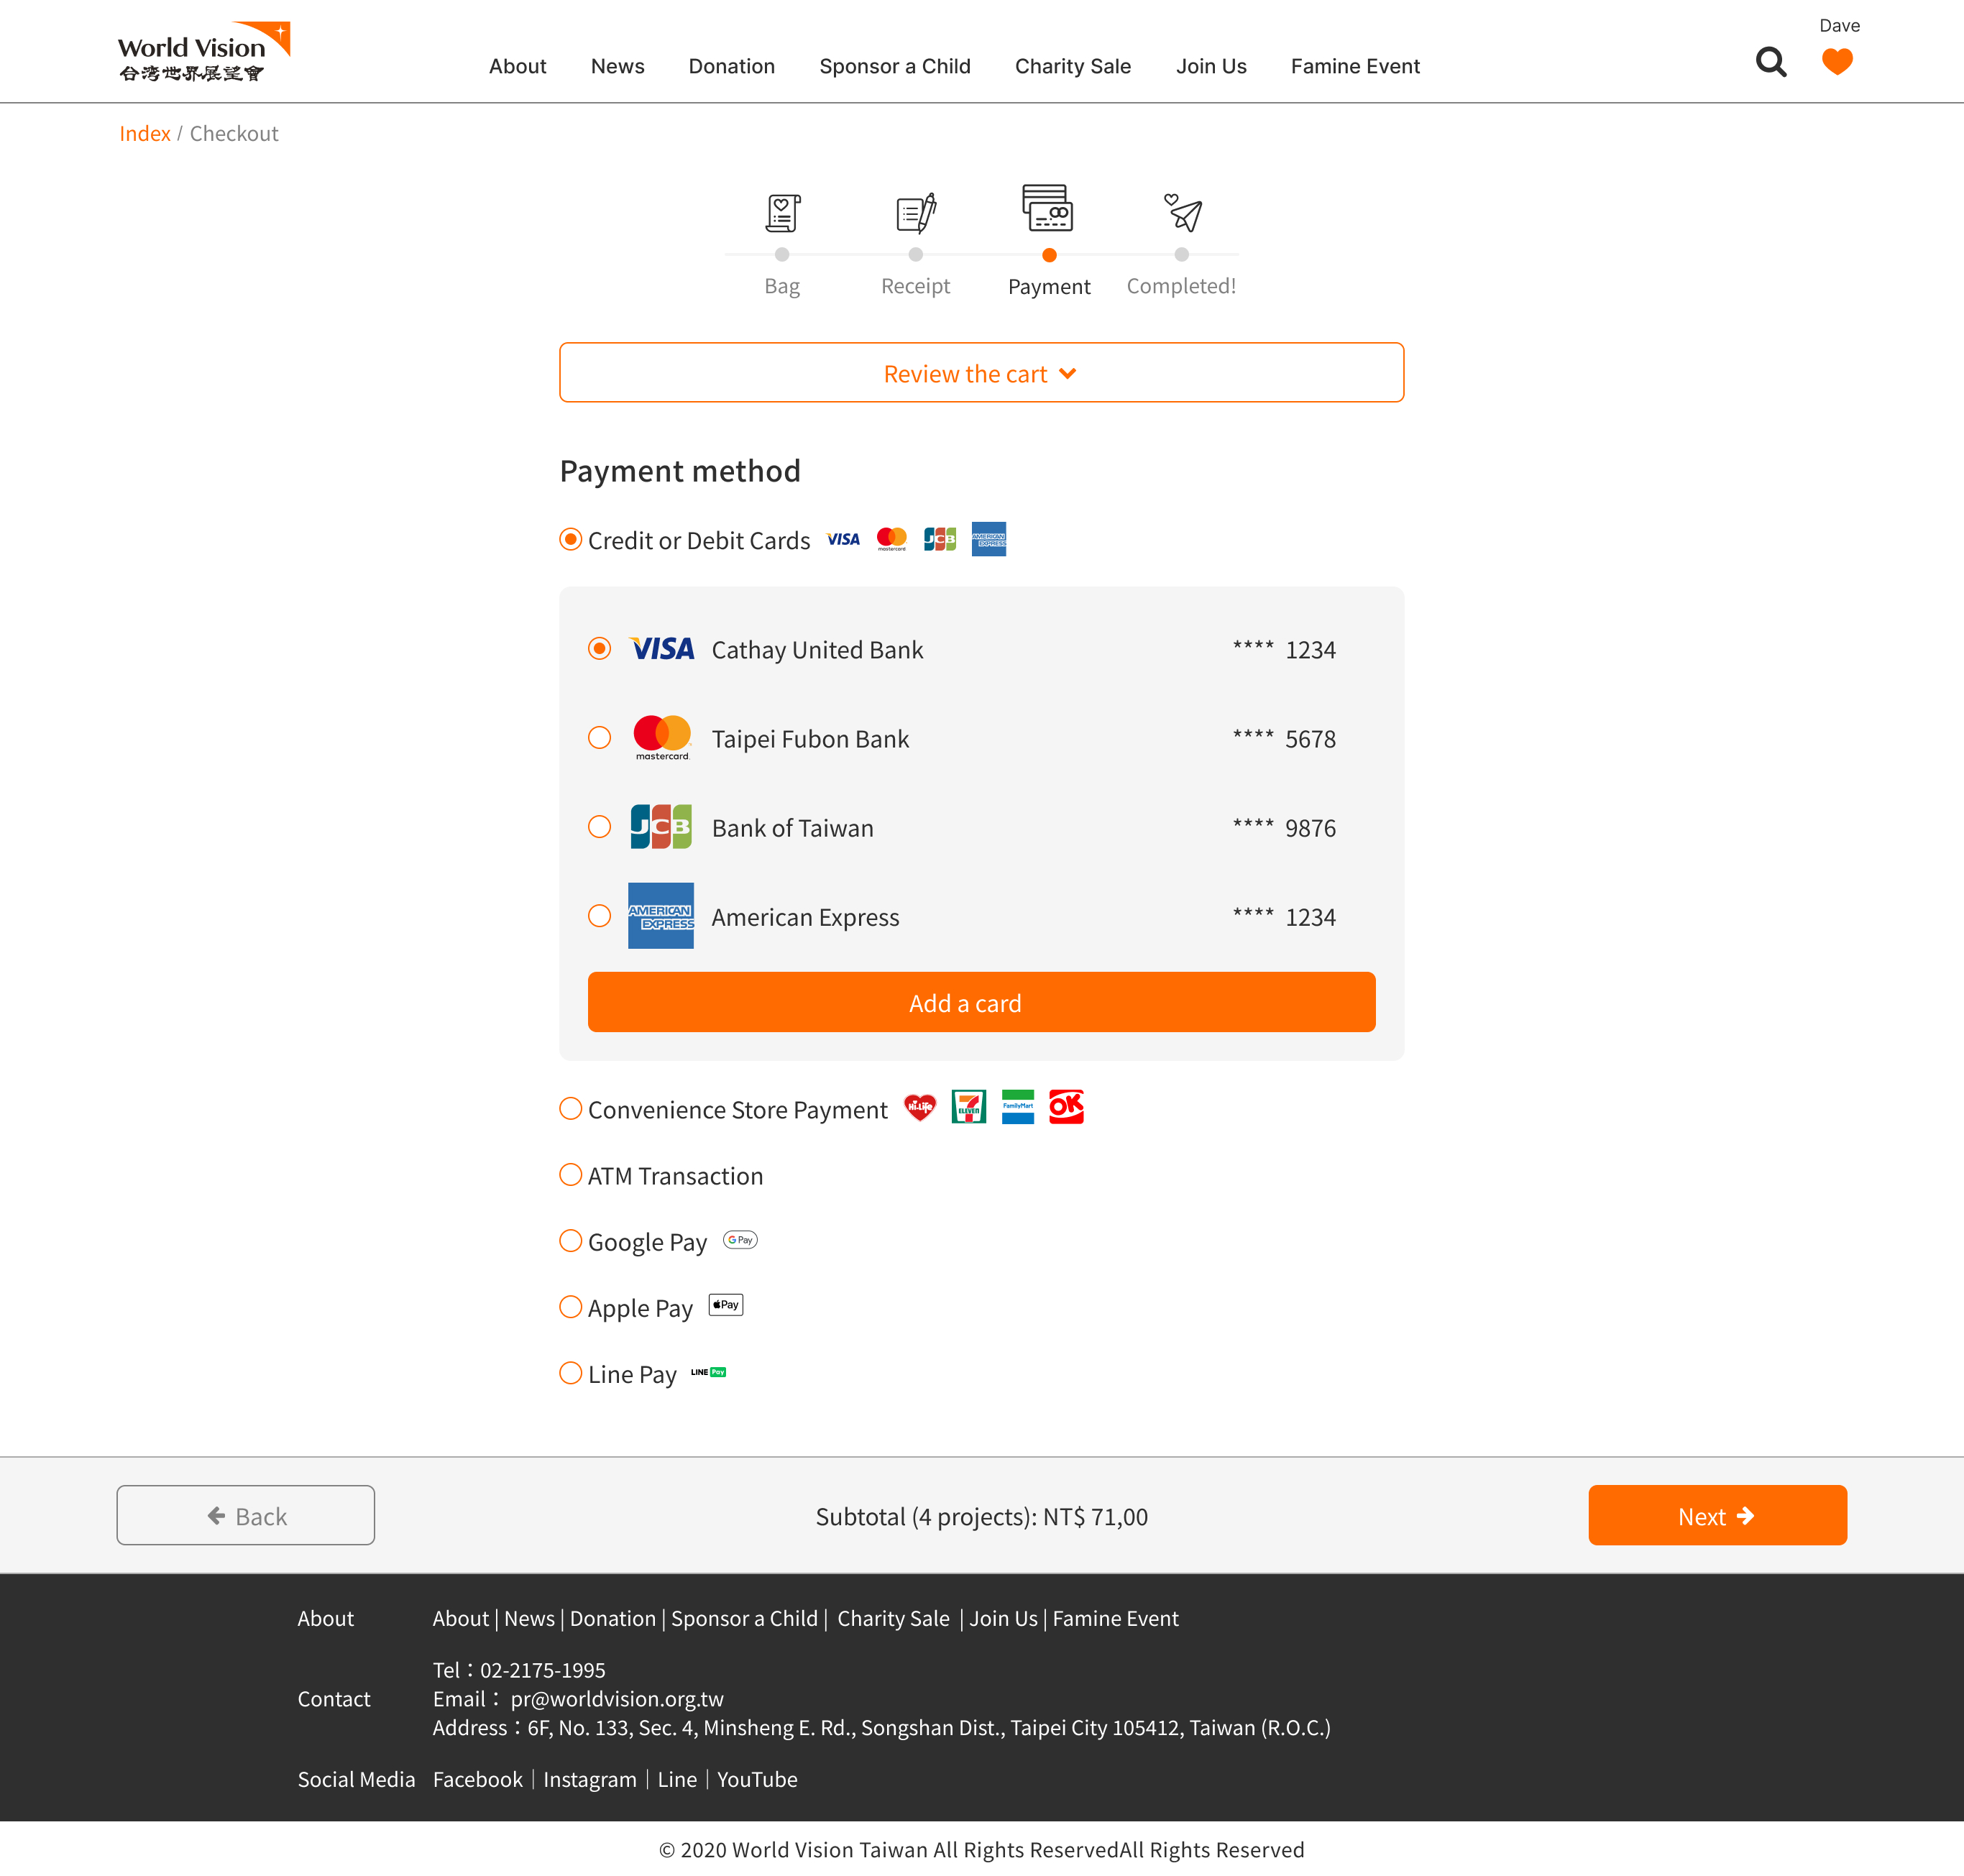 Dave
World Vision
台湾世界展望會
About News Donation Sponsor a Child Charity Sale Join Us Famine Event
Index / Checkout
Bag Receipt Payment Completed!
Review the cart
Payment method
Credit or Debit Cards VISA mastercard JCB AMERICAN EXPRESS
VISA Cathay United Bank **** 1234
mastercard. Taipei Fubon Bank **** 5678
JCB Bank of Taiwan **** 9876
AMERICAN EXPRESS American Express **** 1234
Add a card
Convenience Store Payment Hi-Life 7 ELEVEN FamilyMart OK
ATM Transaction
Google Pay G Pay
Apple Pay Pay
Line Pay LINE Pay
Back Subtotal (4 projects): NT$ 71,00 Next
About About | News | Donation | Sponsor a Child | Charity Sale | Join Us | Famine Event
Tel：02-2175-1995
Contact Email： pr@worldvision.org.tw
Address：6F, No. 133, Sec. 4, Minsheng E. Rd., Songshan Dist., Taipei City 105412, Taiwan (R.O.C.)
Social Media Facebook｜Instagram｜Line｜YouTube
© 2020 World Vision Taiwan All Rights ReservedAll Rights Reserved